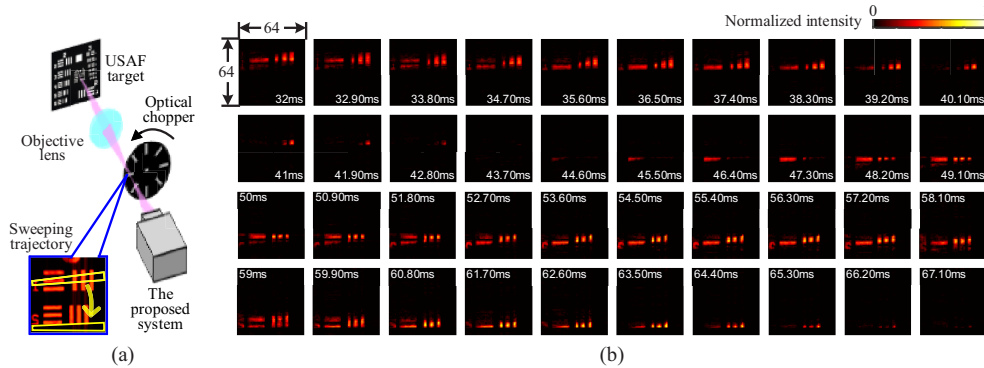 USAF
target
Optical
chopper
Objective
lens
Sweeping
trajectory
The
proposed
system
(a)
Normalized intensity
0
64
64
32ms 32.90ms 33.80ms 34.70ms 35.60ms 36.50ms 37.40ms 38.30ms 39.20ms 40.10ms
41ms 41.90ms 42.80ms 43.70ms 44.60ms 45.50ms 46.40ms 47.30ms 48.20ms 49.10ms
50ms 50.90ms 51.80ms 52.70ms 53.60ms 54.50ms 55.40ms 56.30ms 57.20ms 58.10ms
59ms 59.90ms 60.80ms 61.70ms 62.60ms 63.50ms 64.40ms 65.30ms 66.20ms 67.10ms
(b)